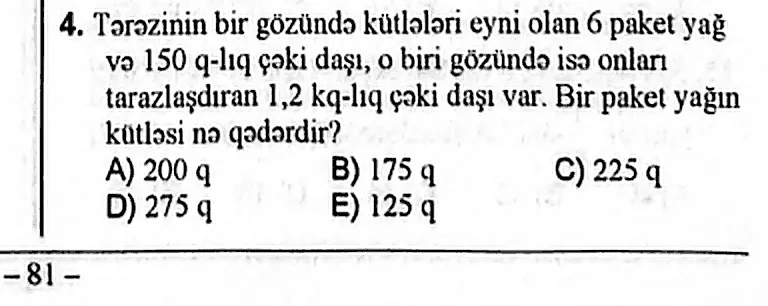 4. Tərəzinin bir gözündə kütlələri eyni olan 6 paket yağ
və 150 q-lıq çəki daşı, o biri gözündə isə onları
tarazlaşdıran 1,2 kq-lıq çəki daşı var. Bir paket yağın
kütləsi nə qədərdir?
A) 200 q B) 175 q C) 225 q
D) 275 q E) 125 q
– 81 –